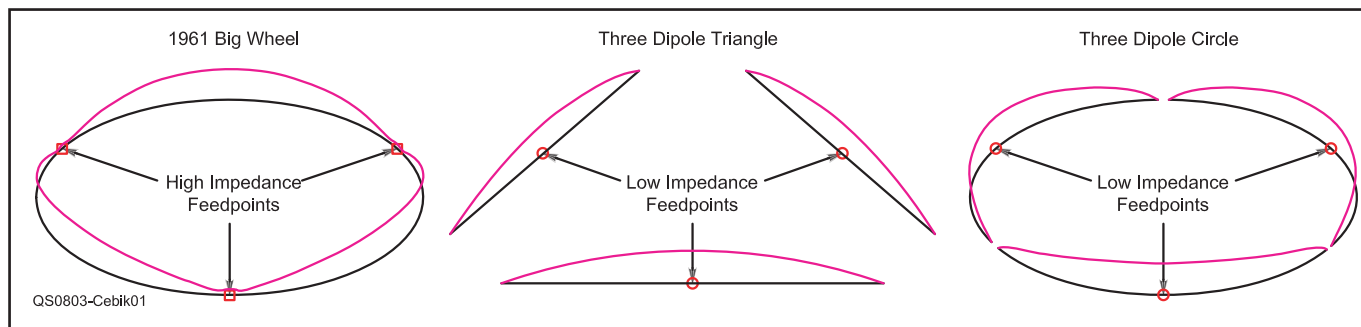 1961 Big Wheel
High Impedance
Feedpoints
QS0803-Cebik01
Three Dipole Triangle
Low Impedance
Feedpoints
Three Dipole Circle
Low Impedance
Feedpoints